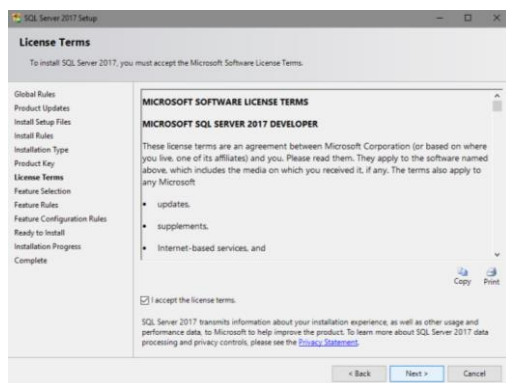 SQL Server 2017 Setup
License Terms
To install SQL Server 2017, you must accept the Microsoft Software License Terms.
Global Rules
Product Updates
Install Setup Files
Install Rules
Installation Type
Product Key
License Terms
Feature Selection
Feature Rules
Feature Configuration Rules
Ready to Install
Installation Progress
Complete
MICROSOFT SOFTWARE LICENSE TERMS
MICROSOFT SQL SERVER 2017 DEVELOPER
These license terms are an agreement between Microsoft Corporation (or based on where
you live, one of its affiliates) and you. Please read them. They apply to the software named
above, which includes the media on which you received it, if any. The terms also apply to
any Microsoft
• updates,
• supplements,
• Internet-based services, and
Copy Print
I accept the license terms.
SQL Server 2017 transmits information about your installation experience, as well as other usage and
performance data, to Microsoft to help improve the product. To learn more about SQL Server 2017 data
processing and privacy controls, please see the Privacy Statement.
< Back Next > Cancel